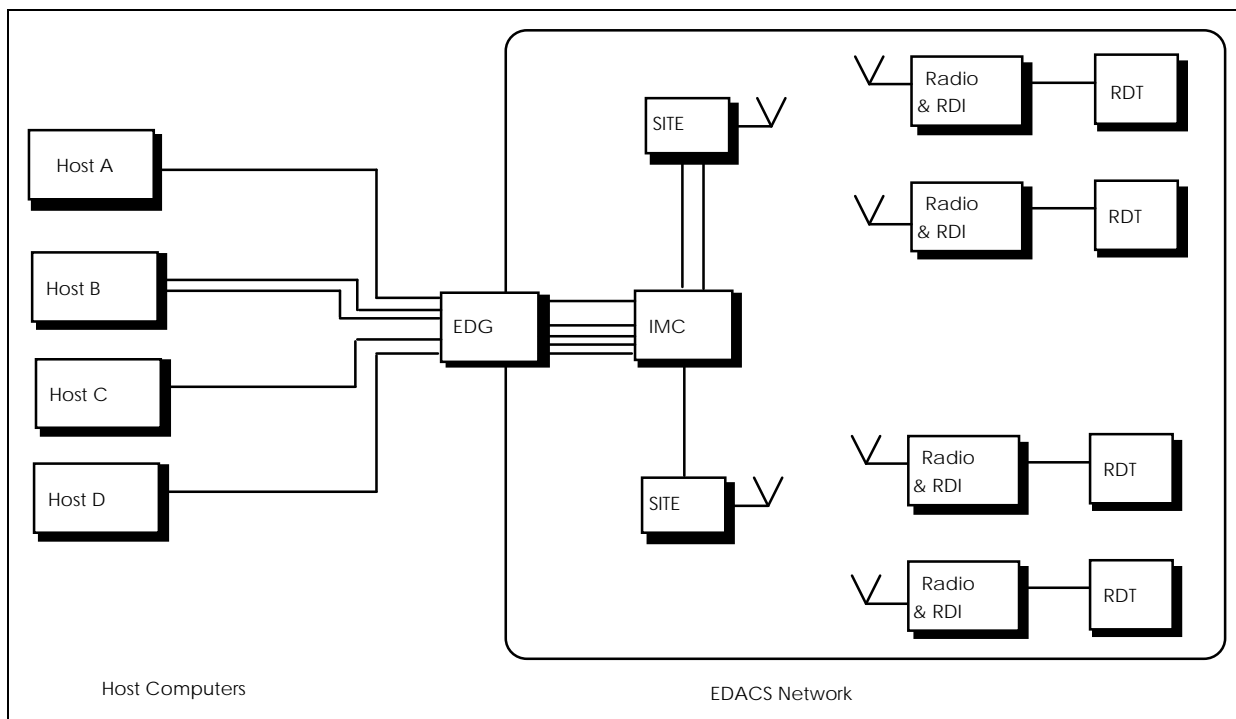 Radio
& RDI
RDT
SITE
Host A
Radio
& RDI
RDT
Host B
EDG
IMC
Host C
Radio
& RDI
RDT
Host D
SITE
Radio
& RDI
RDT
Host Computers
EDACS Network